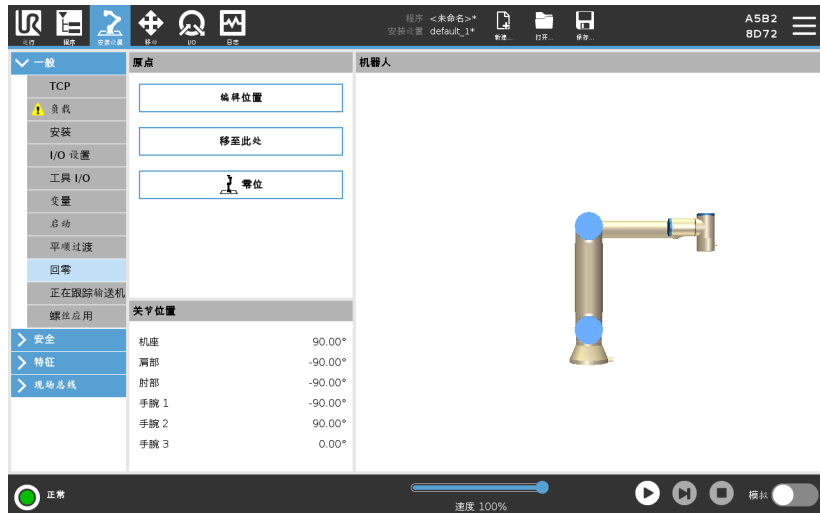 UR
运行
程序
安装设置
移动
I/O
日志
程序 <未命名>*
安装设置 default_1*
新建...
打开...
保存...
A5B2
8D72
一般
TCP
负载
安装
I/O 设置
工具 I/O
变量
启动
平顺过渡
回零
正在跟踪输送机
螺丝应用
安全
特征
现场总线
原点
编辑位置
移至此处
零位
关节位置
机座 90.00°
肩部 -90.00°
肘部 -90.00°
手腕 1 -90.00°
手腕 2 90.00°
手腕 3 0.00°
机器人
正常
速度 100%
模拟